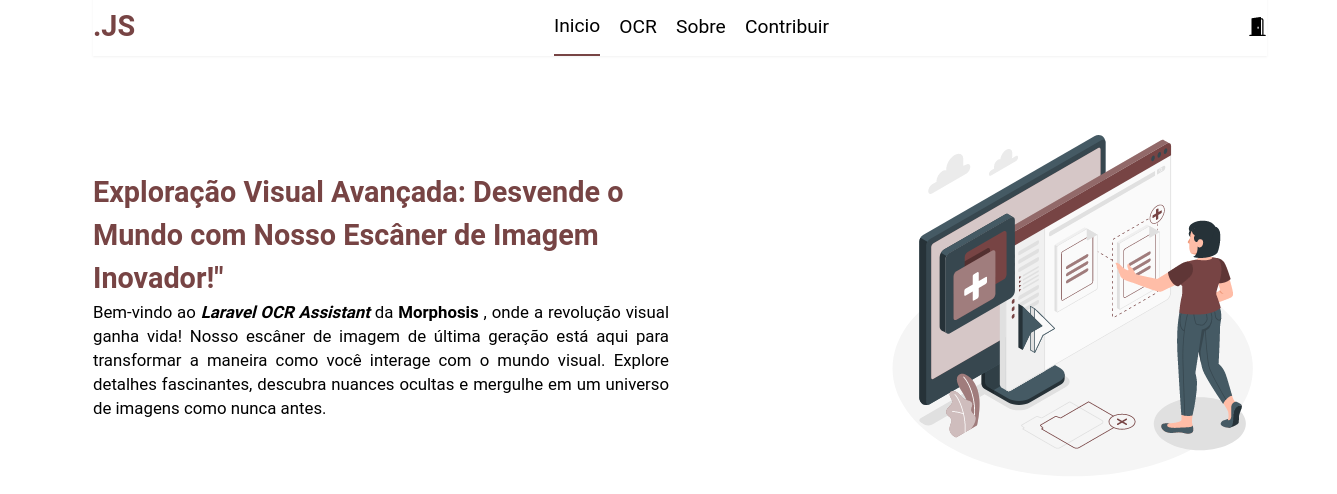 .JS
Inicio OCR Sobre Contribuir
Exploração Visual Avançada: Desvende o
Mundo com Nosso Escâner de Imagem
Inovador!"
Bem-vindo ao Laravel OCR Assistant da Morphosis , onde a revolução visual
ganha vida! Nosso escâner de imagem de última geração está aqui para
transformar a maneira como você interage com o mundo visual. Explore
detalhes fascinantes, descubra nuances ocultas e mergulhe em um universo
de imagens como nunca antes.